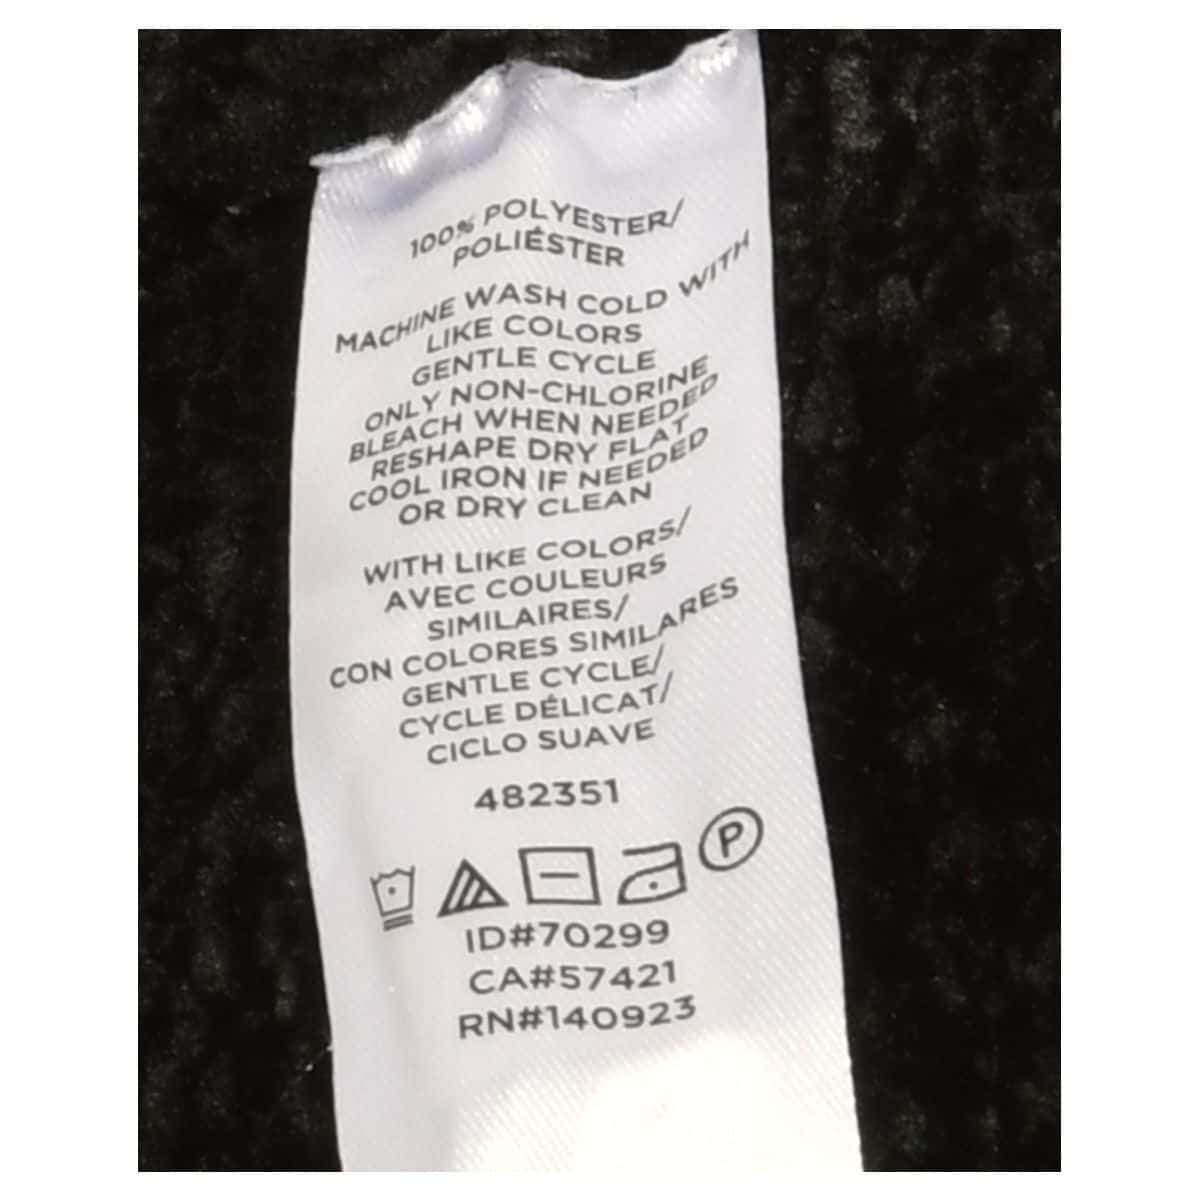 100% POLYESTER/
POLIÉSTER
MACHINE WASH COLD WITH
LIKE COLORS
GENTLE CYCLE
ONLY NON-CHLORINE
BLEACH WHEN NEEDED
RESHAPE DRY FLAT
COOL IRON IF NEEDED
OR DRY CLEAN
WITH LIKE COLORS/
AVEC COULEURS
SIMILAIRES/
CON COLORES SIMILARES
GENTLE CYCLE/
CYCLE DÉLICAT/
CICLO SUAVE
482351
P
ID#70299
CA#57421
RN#140923